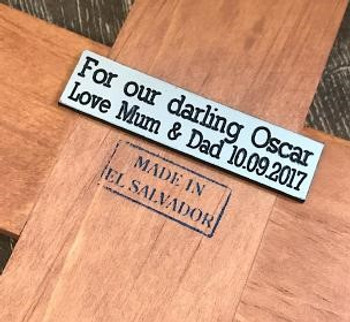 For our darling Oscar
Love Mum & Dad 10.09.2017
MADE IN
EL SALVADOR